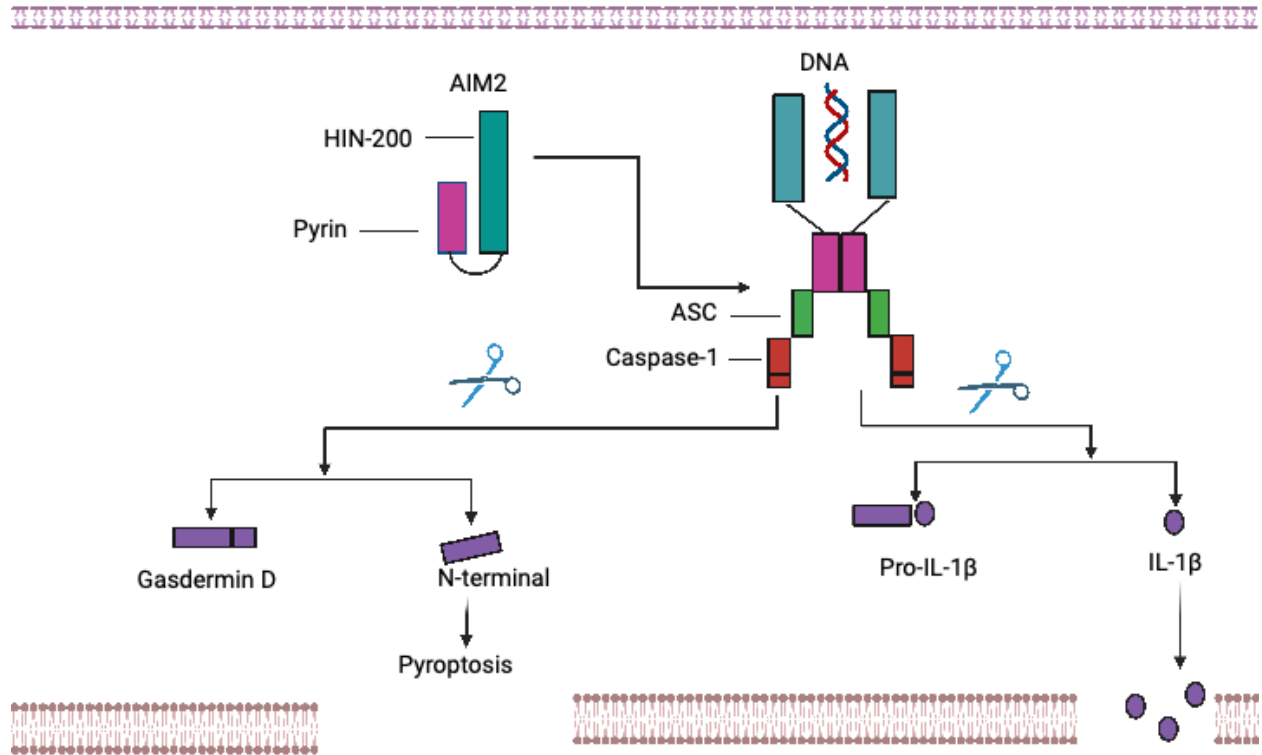 DNA
AIM2
HIN-200
Pyrin
ASC
Caspase-1
Gasdermin D
N-terminal
Pro-IL-1β
IL-1β
Pyroptosis